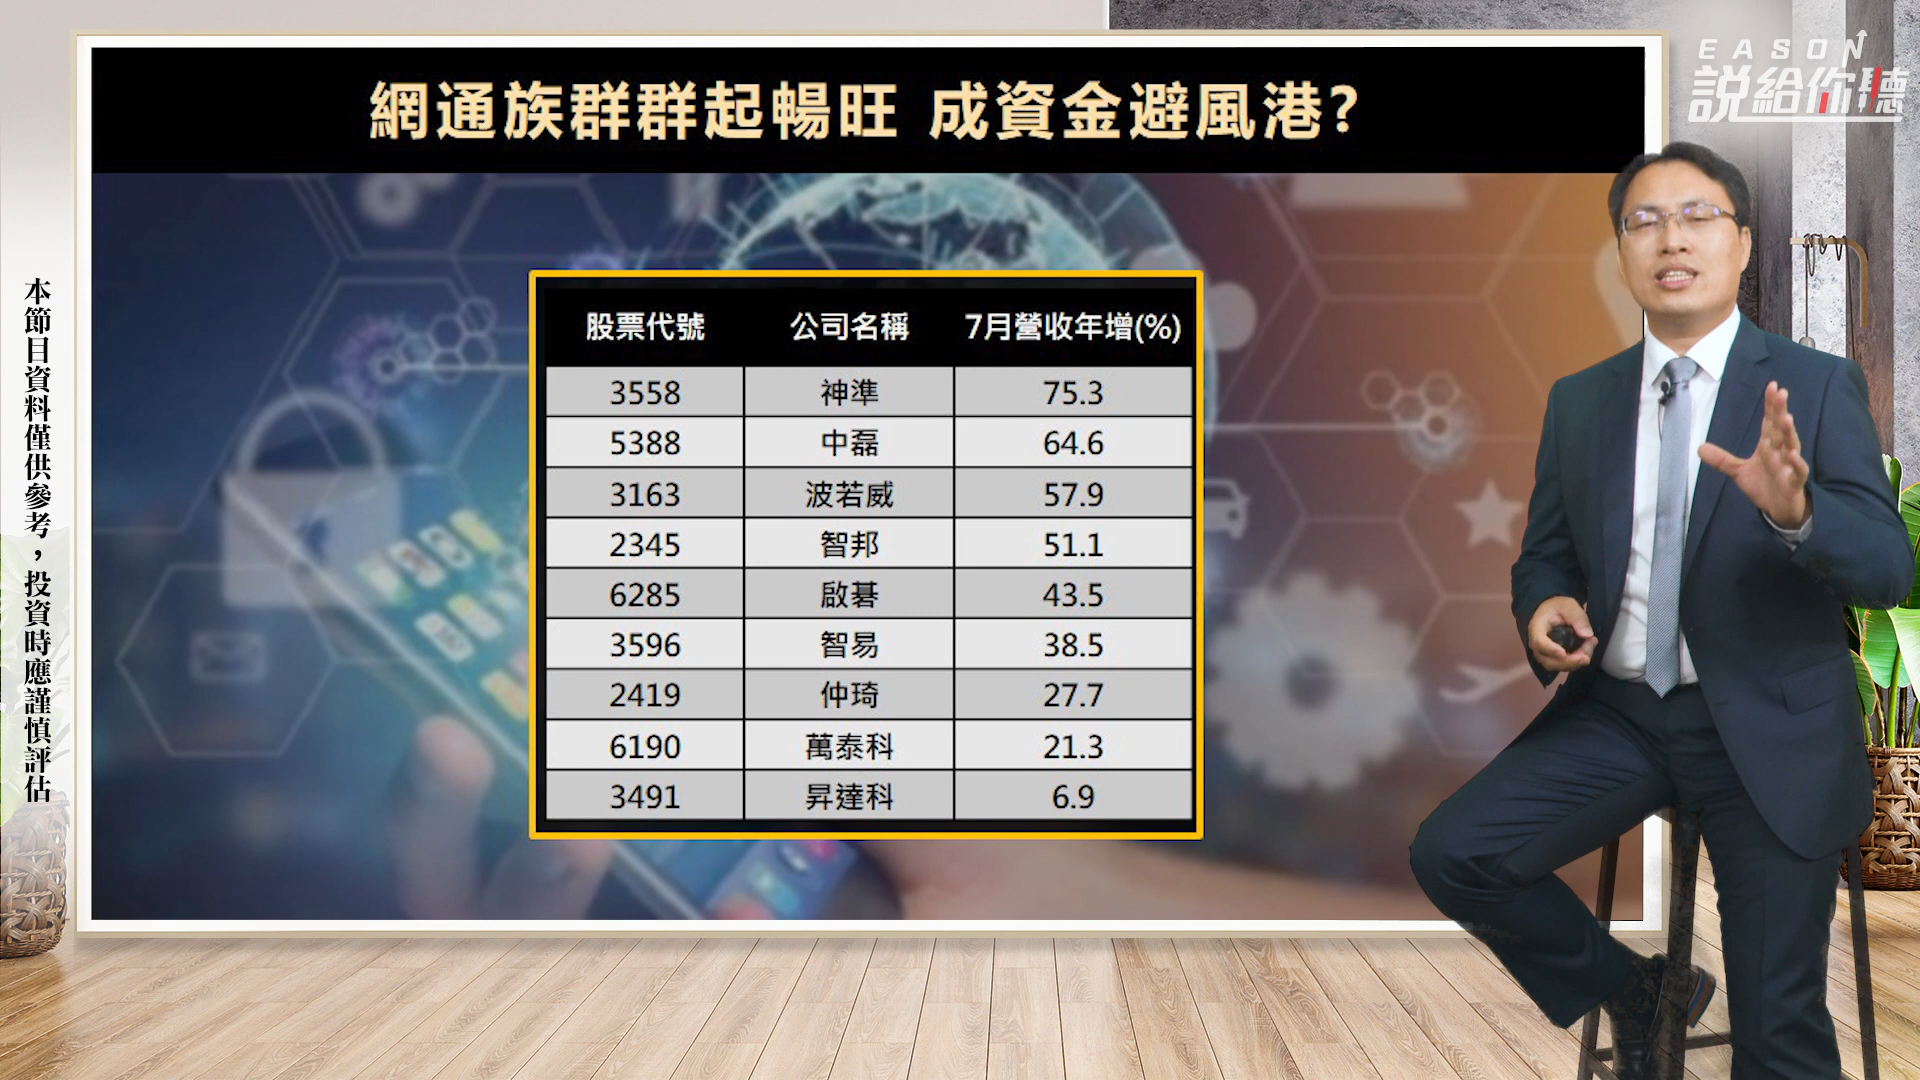 網通族群群起暢旺 成資金避風港?
EASON
說給你聽
本節目資料僅供參考，投資時應謹慎評估
股票代號 公司名稱 7月營收年增(%)
3558 神準 75.3
5388 中磊 64.6
3163 波若威 57.9
2345 智邦 51.1
6285 啟碁 43.5
3596 智易 38.5
2419 仲琦 27.7
6190 萬泰科 21.3
3491 昇達科 6.9